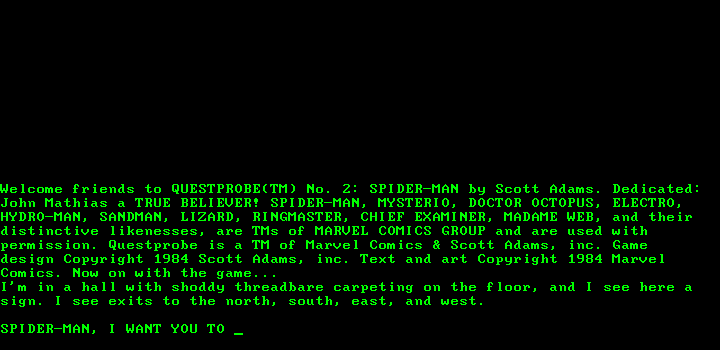 Welcome friends to QUESTPROBE(TM) No. 2: SPIDER-MAN by Scott Adams. Dedicated:
John Mathias a TRUE BELIEVER! SPIDER-MAN, MYSTERIO, DOCTOR OCTOPUS, ELECTRO,
HYDRO-MAN, SANDMAN, LIZARD, RINGMASTER, CHIEF EXAMINER, MADAME WEB, and their
distinctive likenesses, are TMs of MARVEL COMICS GROUP and are used with
permission. Questprobe is a TM of Marvel Comics & Scott Adams, inc. Game
design Copyright 1984 Scott Adams, inc. Text and art Copyright 1984 Marvel
Comics. Now on with the game...
I'm in a hall with shoddy threadbare carpeting on the floor, and I see here a
sign. I see exits to the north, south, east, and west.
SPIDER-MAN, I WANT YOU TO _